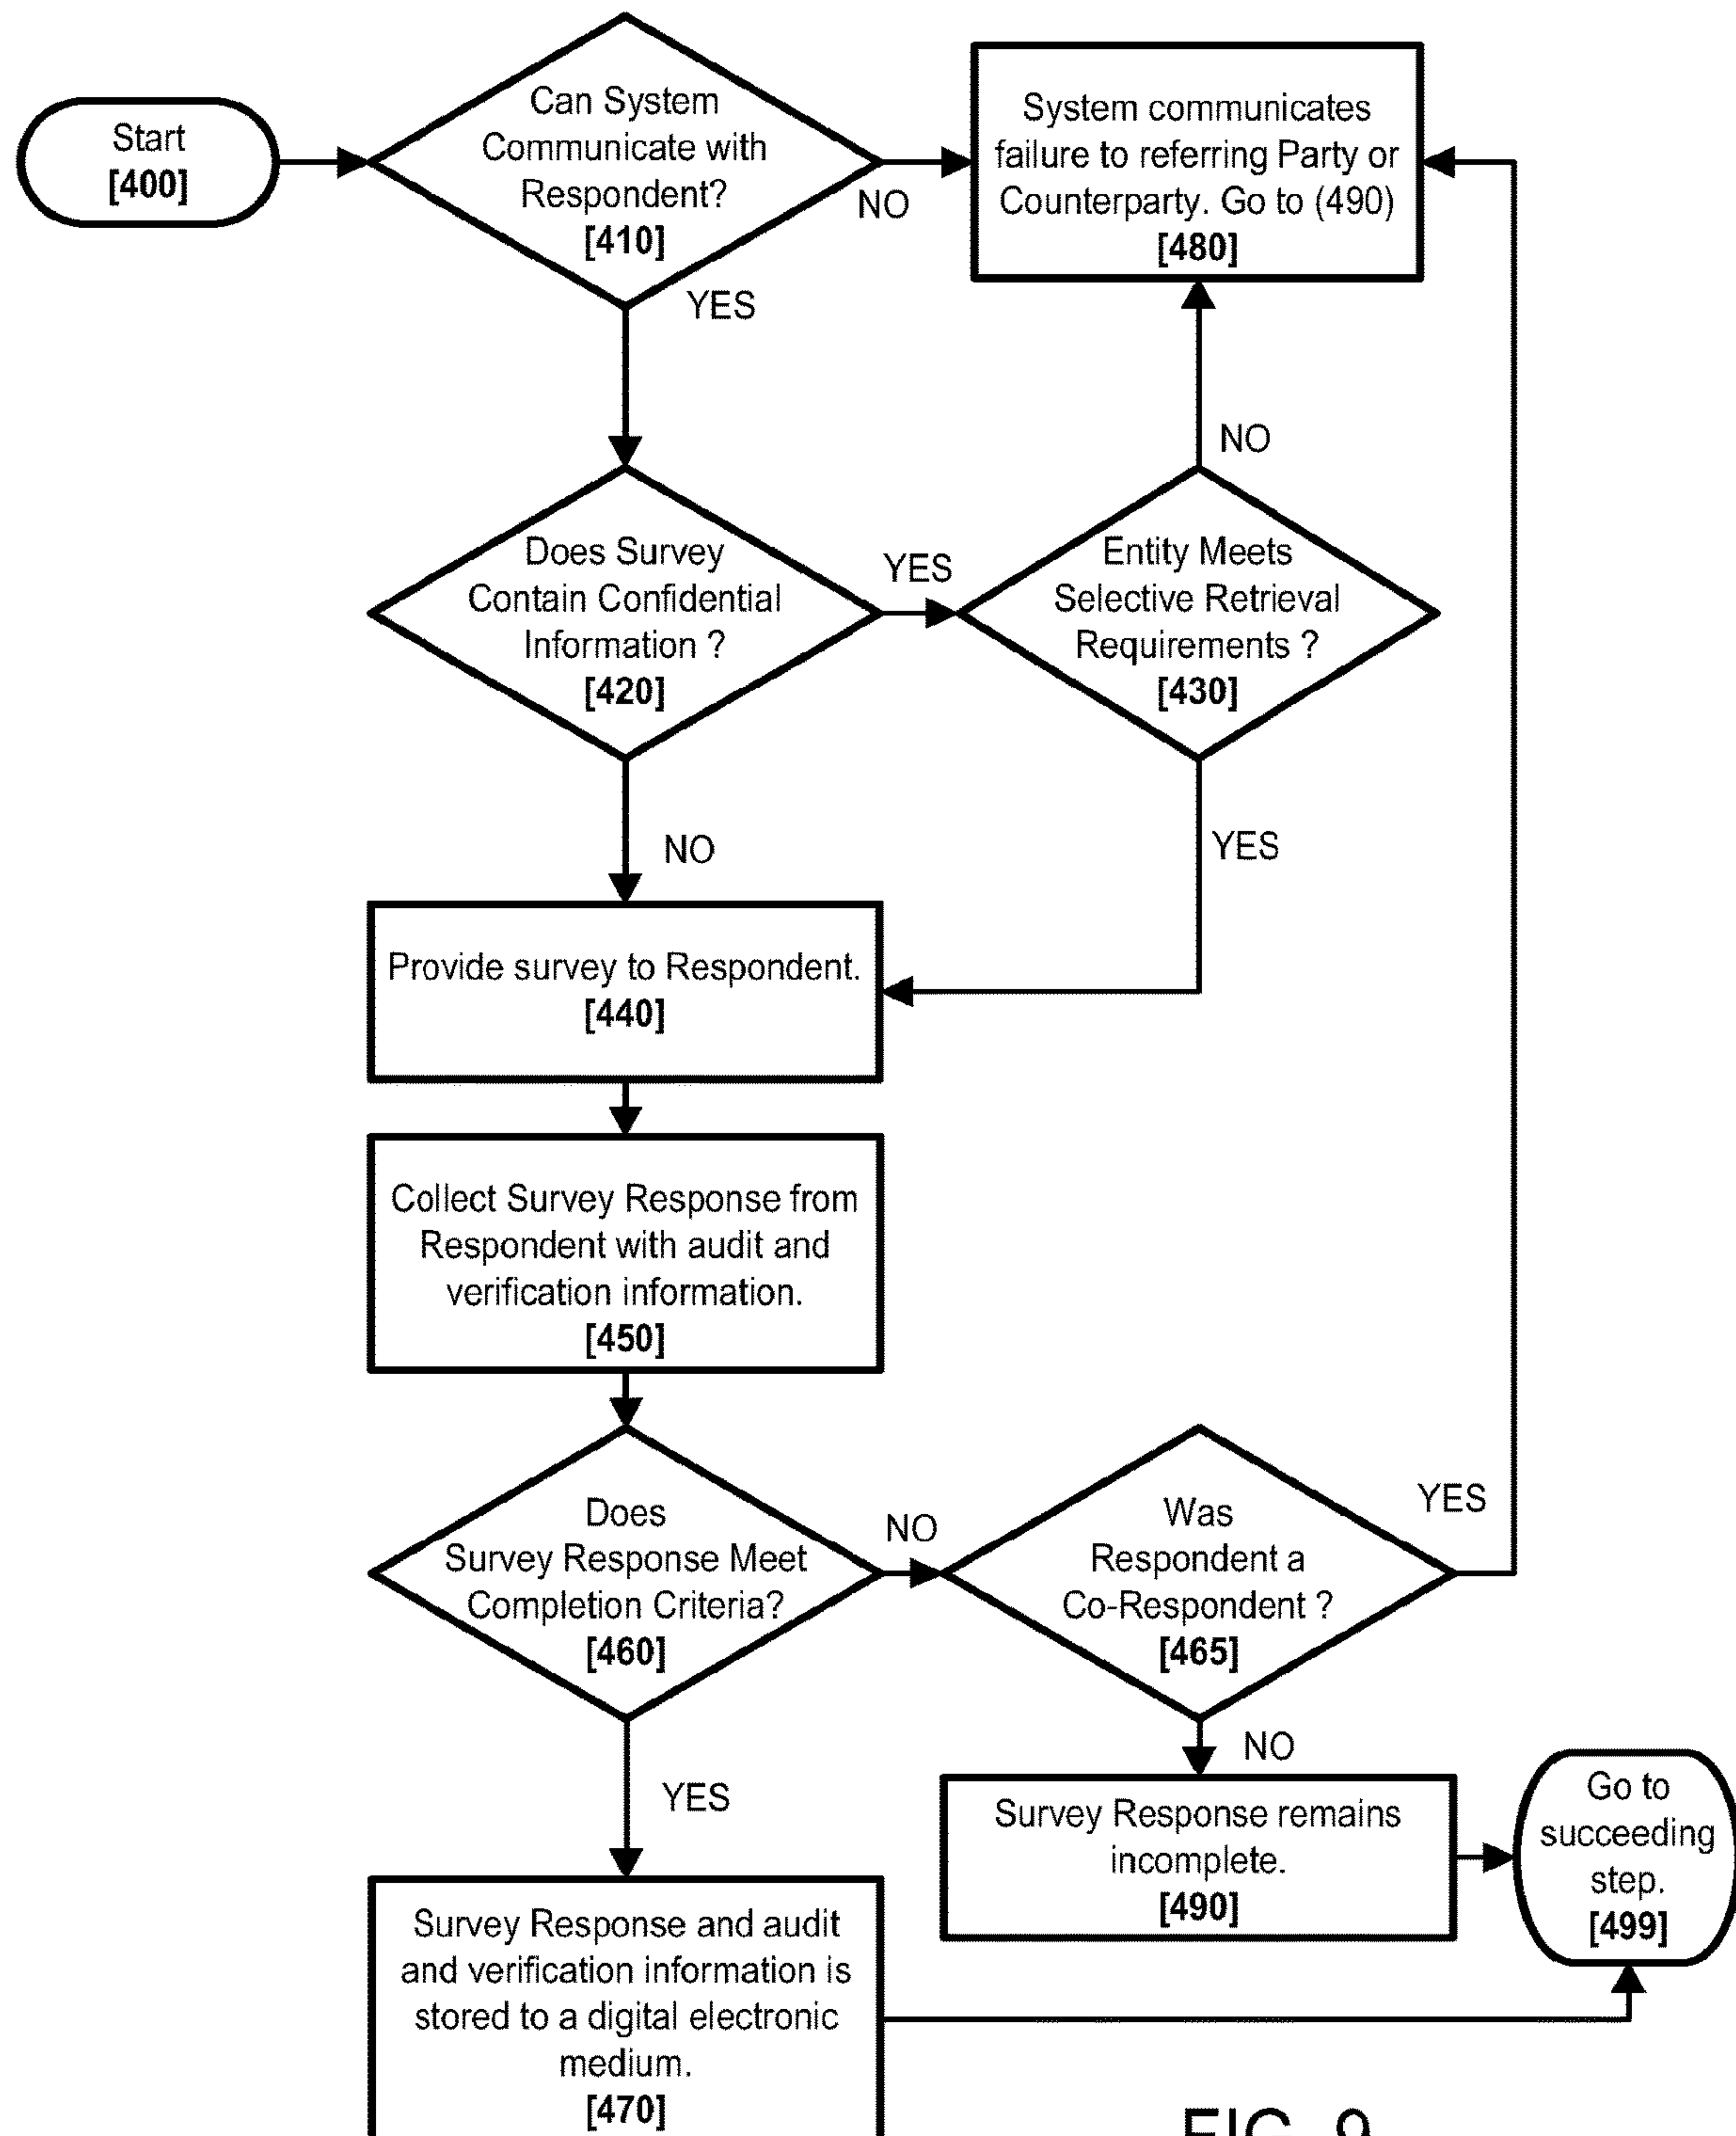 Start
[400]
Can System
Communicate with
Respondent?
[410]
NO
YES
System communicates
failure to referring Party or
Counterparty. Go to (490)
[480]
NO
Does Survey
Contain Confidential
Information ?
[420]
YES
Entity Meets
Selective Retrieval
Requirements ?
[430]
NO
YES
Provide survey to Respondent.
[440]
Collect Survey Response from
Respondent with audit and
verification information.
[450]
Does
Survey Response Meet
Completion Criteria?
[460]
NO
Was
Respondent a
Co-Respondent ?
[465]
YES
NO
YES
Survey Response remains
incomplete.
[490]
Go to
succeeding
step.
[499]
Survey Response and audit
and verification information is
stored to a digital electronic
medium.
[470]
FIG. 9